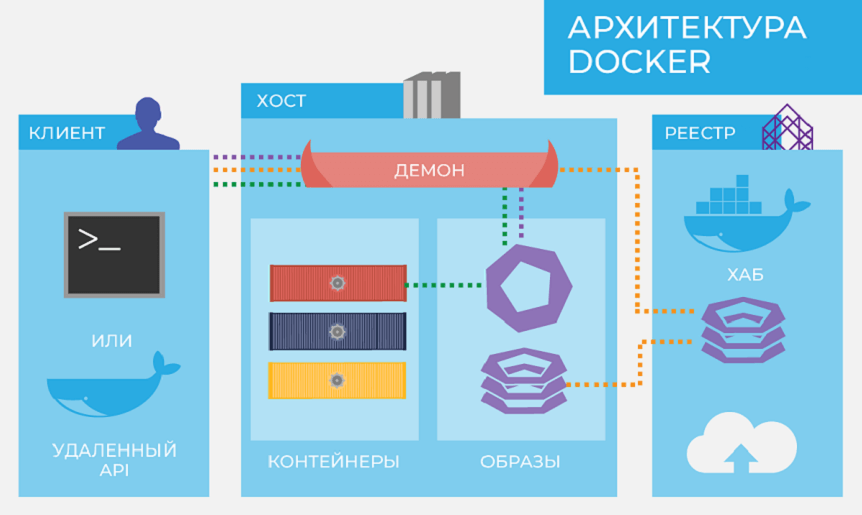 АРХИТЕКТУРА
DOCKER
КЛИЕНТ
>_
ИЛИ
УДАЛЕННЫЙ
API
ХОСТ
ДЕМОН
КОНТЕЙНЕРЫ
ОБРАЗЫ
РЕЕСТР
ХАБ